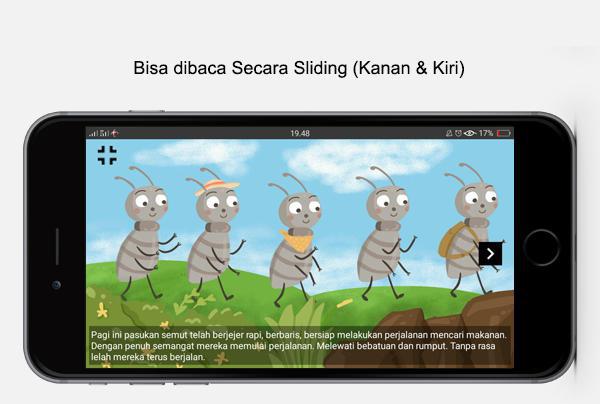 Bisa dibaca Secara Sliding (Kanan & Kiri)
19.48
17%
Pagi ini pasukan semut telah berjejer rapi, berbaris, bersiap melakukan perjalanan mencari makanan.
Dengan penuh semangat mereka memulai perjalanan. Melewati bebatuan dan rumput. Tanpa rasa
lelah mereka terus berjalan.